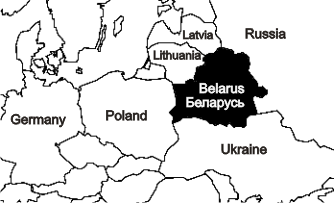 Russia
Latvia
Lithuania
Belarus
Беларусь
Poland
Germany
Ukraine